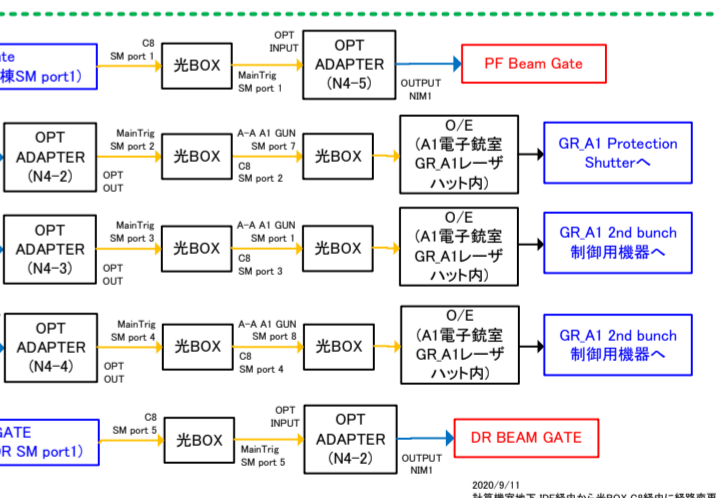 棟SM port1)
C8
SM port 1
光BOX
MainTrig
SM port 1
OPT
INPUT
OPT
ADAPTER
(N4-5)
OUTPUT
NIM1
PF Beam Gate
OPT
ADAPTER
(N4-2)
MainTrig
SM port 2
OPT
OUT
光BOX
A-A A1 GUN
SM port 7
C8
SM port 2
光BOX
O/E
(A1電子銃室
GR_A1レーザ
ハット内)
GR_A1 Protection
Shutterへ
OPT
ADAPTER
(N4-3)
MainTrig
SM port 3
OPT
OUT
光BOX
A-A A1 GUN
SM port 1
C8
SM port 3
光BOX
O/E
(A1電子銃室
GR_A1レーザ
ハット内)
GR_A1 2nd bunch
制御用機器へ
OPT
ADAPTER
(N4-4)
MainTrig
SM port 4
OPT
OUT
光BOX
A-A A1 GUN
SM port 8
C8
SM port 4
光BOX
O/E
(A1電子銃室
GR_A1レーザ
ハット内)
GR_A1 2nd bunch
制御用機器へ
GATE
R SM port1)
C8
SM port 5
光BOX
MainTrig
SM port 5
OPT
INPUT
OPT
ADAPTER
(N4-2)
OUTPUT
NIM1
DR BEAM GATE
2020/9/11